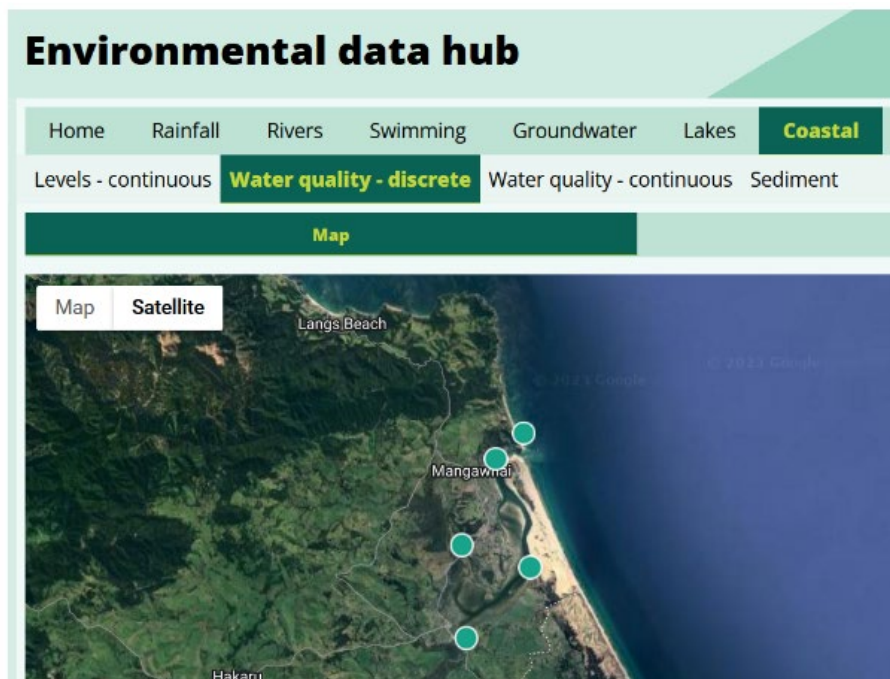 Environmental data hub
Home Rainfall Rivers Swimming Groundwater Lakes Coastal
Levels - continuous Water quality - discrete Water quality - continuous Sediment
Map
Map Satellite
Langs Beach
© 2023 Google
© 2023 Google
Mangawhai
Hakaru